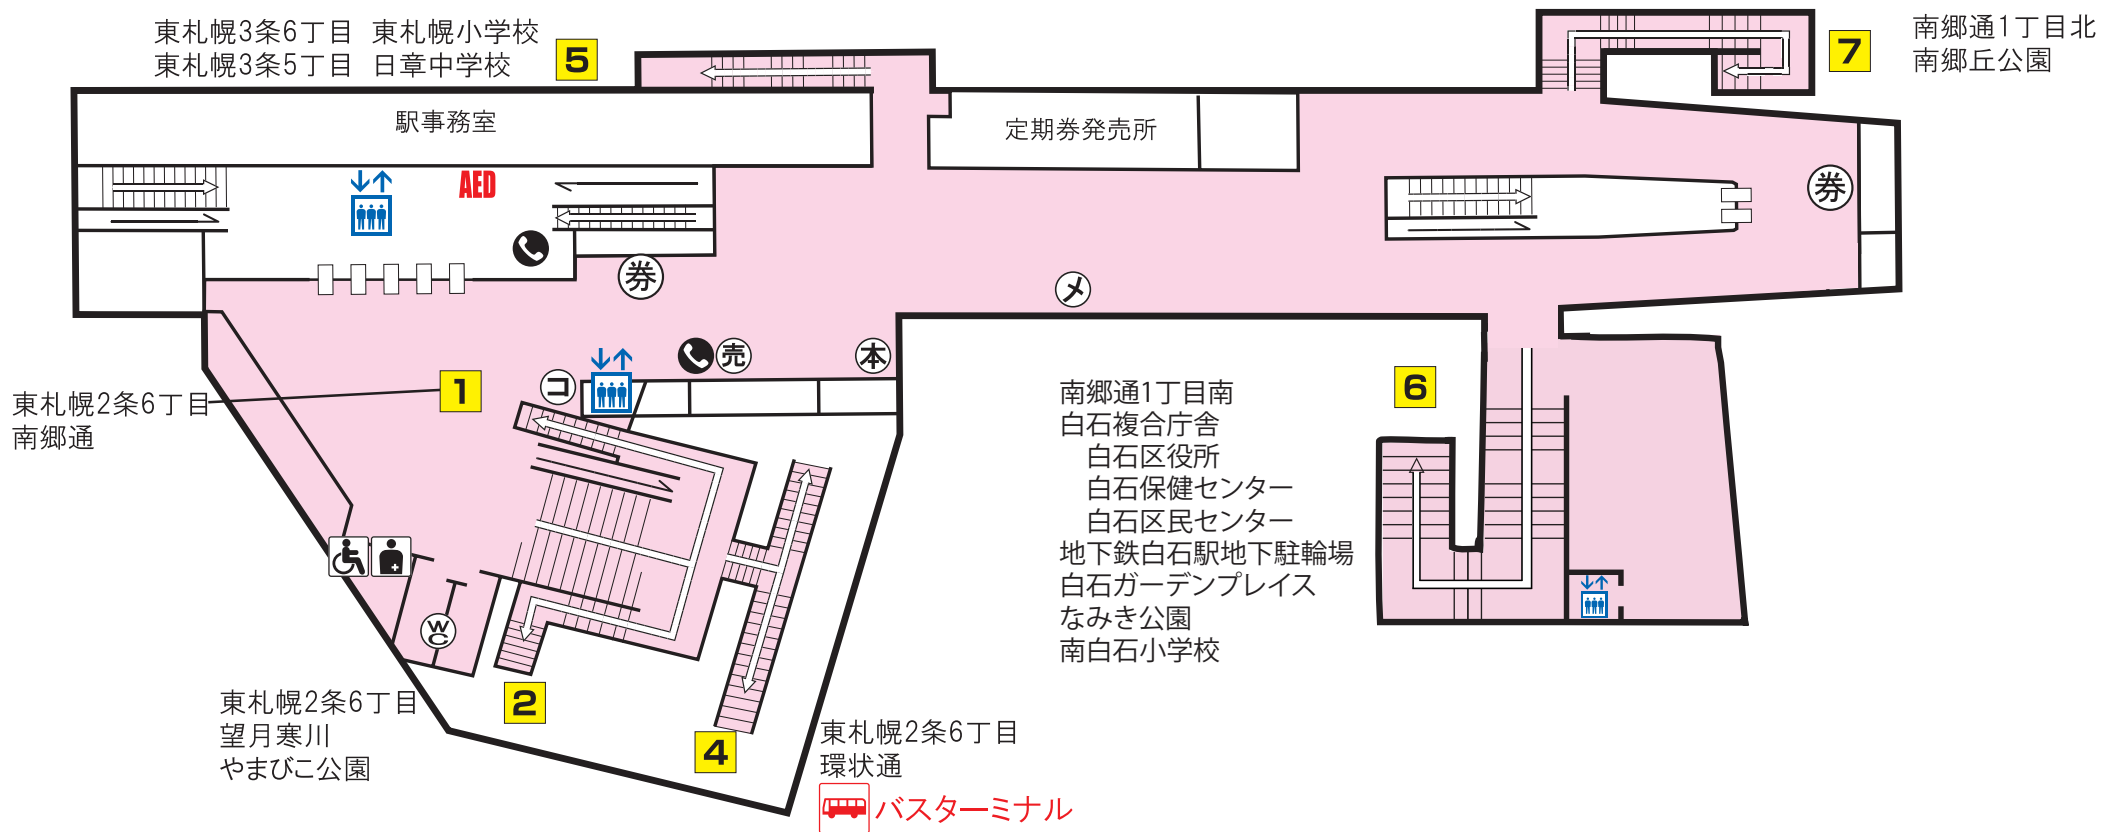 東札幌3条6丁目 東札幌小学校
東札幌3条5丁目 日章中学校
5
7
南郷通1丁目北
南郷丘公園
駅事務室
定期券発売所
AED
券
券
メ
売
本
コ
1
東札幌2条6丁目
南郷通
6
南郷通1丁目南
白石複合庁舎
白石区役所
白石保健センター
白石区民センター
地下鉄白石駅地下駐輪場
白石ガーデンプレイス
なみき公園
南白石小学校
WC
2
東札幌2条6丁目
望月寒川
やまびこ公園
4
東札幌2条6丁目
環状通
バスターミナル